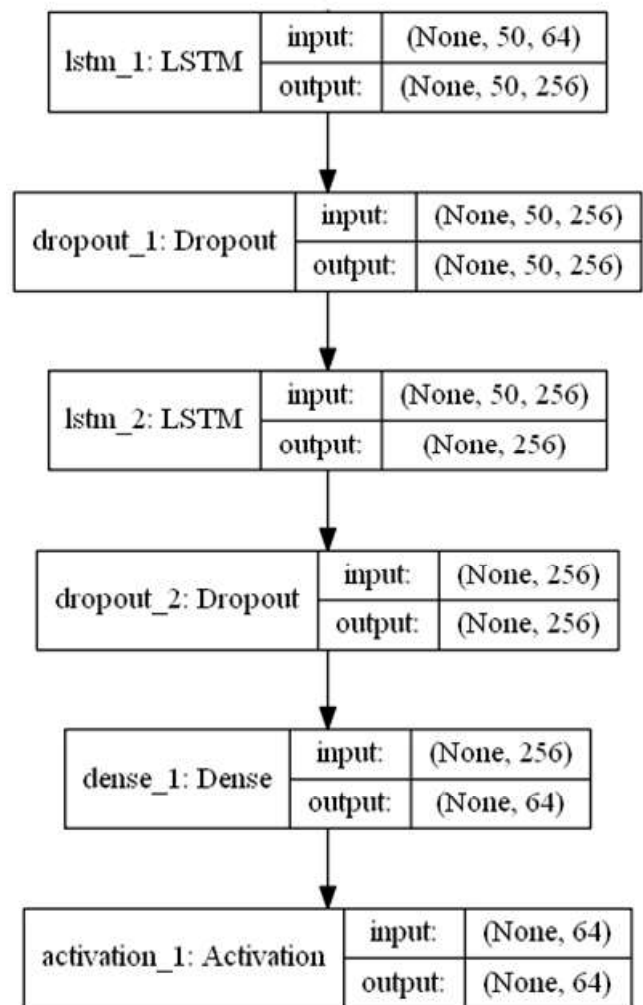 lstm_1: LSTM
input: (None, 50, 64)
output: (None, 50, 256)
dropout_1: Dropout
input: (None, 50, 256)
output: (None, 50, 256)
lstm_2: LSTM
input: (None, 50, 256)
output: (None, 256)
dropout_2: Dropout
input: (None, 256)
output: (None, 256)
dense_1: Dense
input: (None, 256)
output: (None, 64)
activation_1: Activation
input: (None, 64)
output: (None, 64)